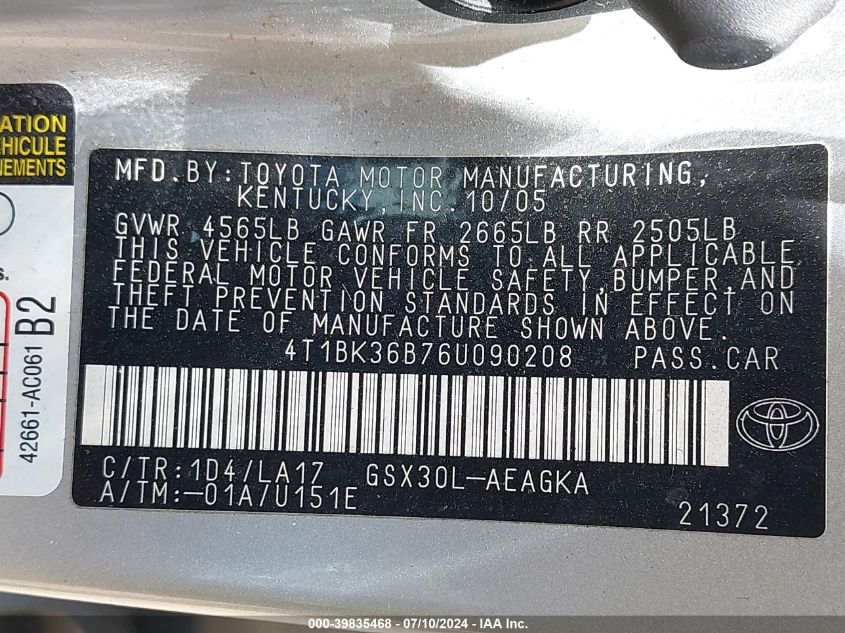 ATION
EHICULE
UEMENTS
s.
42661-AC061 B2
MFD. BY: TOYOTA MOTOR MANUFACTURING,
KENTUCKY, INC. 10/05
GVWR 4565LB GAWR FR 2665LB RR 2505LB
THIS VEHICLE CONFORMS TO ALL APPLICABLE
FEDERAL MOTOR VEHICLE SAFETY, BUMPER, AND
THEFT PREVENTION STANDARDS IN EFFECT ON
THE DATE OF MANUFACTURE SHOWN ABOVE.
4T1BK36B76U090208 PASS. CAR
C/TR: 1D4/LA17 GSX30L-AEAGKA
A/TM:-01A/U151E
21372
000-39835468 - 07/10/2024 - IAA Inc.